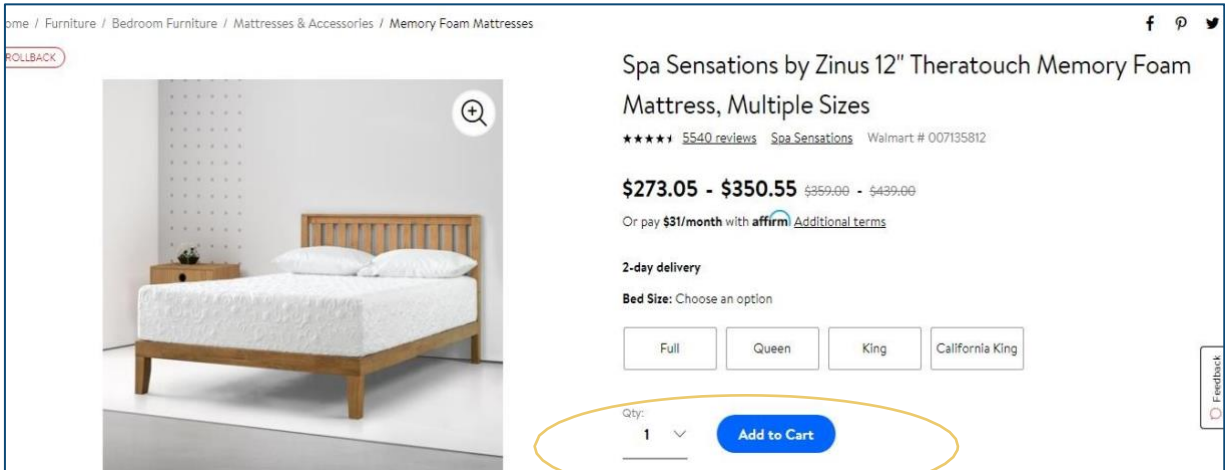 ome / Furniture / Bedroom Furniture / Mattresses & Accessories / Memory Foam Mattresses
ROLLBACK
Spa Sensations by Zinus 12" Theratouch Memory Foam
Mattress, Multiple Sizes
5540 reviews Spa Sensations Walmart # 007135812
$273.05 - $350.55 $359.00 - $439.00
Or pay $31/month with affirm Additional terms
2-day delivery
Bed Size: Choose an option
Full Queen King California King
Feedback
Qty:
1 Add to Cart